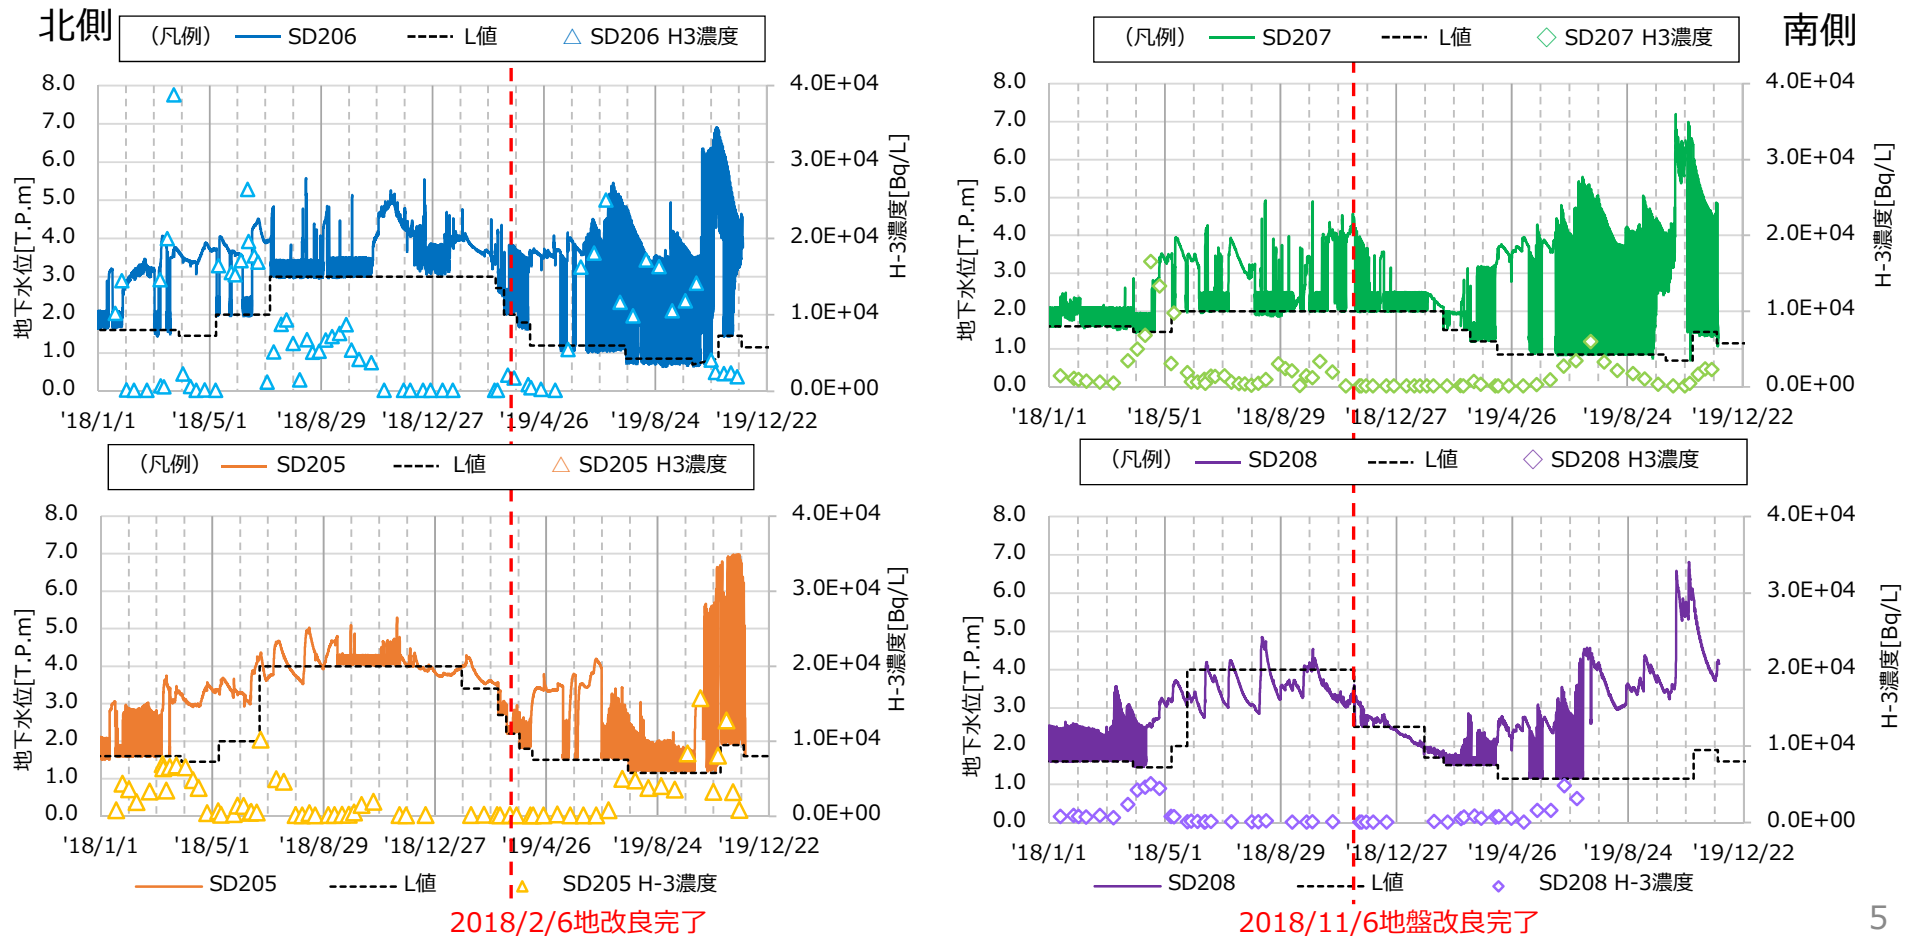 北側
（凡例） SD206 L値 SD206 H3濃度
8.0
7.0
6.0
5.0
4.0
3.0
2.0
1.0
0.0
地下水位[T.P.m]
4.0E+04
3.0E+04
2.0E+04
1.0E+04
0.0E+00
H-3濃度[Bq/L]
'18/1/1 '18/5/1 '18/8/29 '18/12/27 '19/4/26 '19/8/24 '19/12/22
南側
（凡例） SD207 L値 SD207 H3濃度
8.0
7.0
6.0
5.0
4.0
3.0
2.0
1.0
0.0
地下水位[T.P.m]
4.0E+04
3.0E+04
2.0E+04
1.0E+04
0.0E+00
H-3濃度[Bq/L]
'18/1/1 '18/5/1 '18/8/29 '18/12/27 '19/4/26 '19/8/24 '19/12/22
（凡例） SD205 L値 SD205 H3濃度
8.0
7.0
6.0
5.0
4.0
3.0
2.0
1.0
0.0
地下水位[T.P.m]
4.0E+04
3.0E+04
2.0E+04
1.0E+04
0.0E+00
H-3濃度[Bq/L]
'18/1/1 '18/5/1 '18/8/29 '18/12/27 '19/4/26 '19/8/24 '19/12/22
SD205 L値 SD205 H-3濃度
2018/2/6地改良完了
（凡例） SD208 L値 SD208 H3濃度
8.0
7.0
6.0
5.0
4.0
3.0
2.0
1.0
0.0
地下水位[T.P.m]
4.0E+04
3.0E+04
2.0E+04
1.0E+04
0.0E+00
H-3濃度[Bq/L]
'18/1/1 '18/5/1 '18/8/29 '18/12/27 '19/4/26 '19/8/24 '19/12/22
SD208 L値 SD208 H-3濃度
2018/11/6地盤改良完了
5